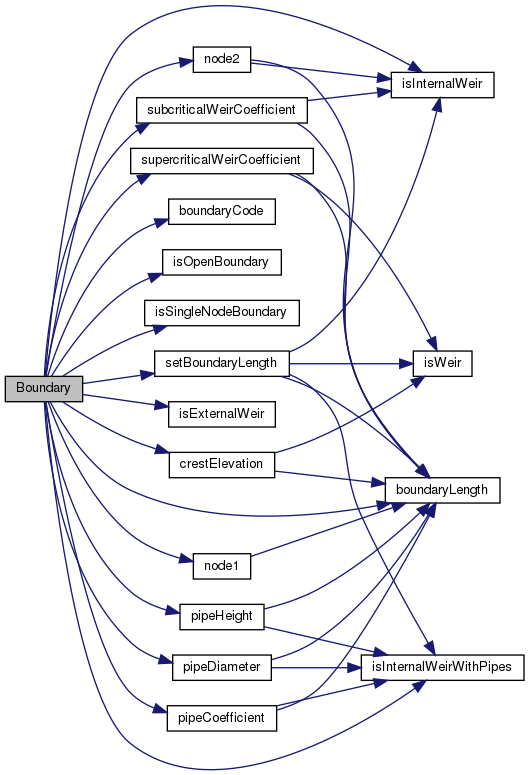 node2
isInternalWeir
subcriticalWeirCoefficient
supercriticalWeirCoefficient
boundaryCode
isOpenBoundary
isSingleNodeBoundary
setBoundaryLength
isWeir
Boundary
isExternalWeir
crestElevation
boundaryLength
node1
pipeHeight
pipeDiameter
isInternalWeirWithPipes
pipeCoefficient